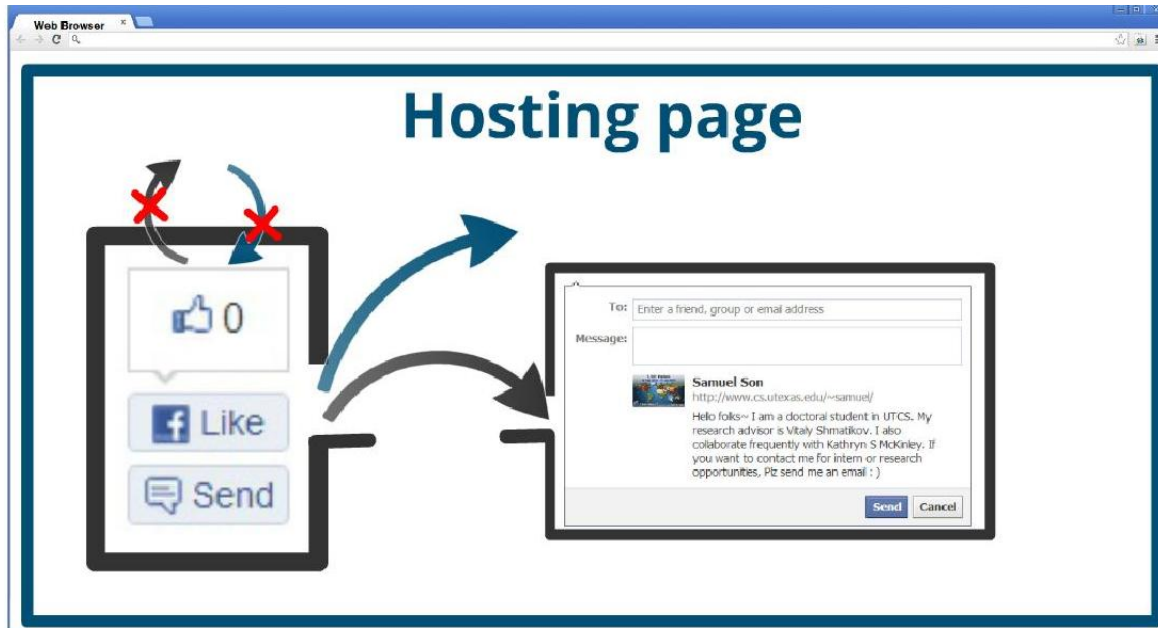 Web Browser
Hosting page
0
Like
Send
To: Enter a friend, group or email address
Message:
Samuel Son
http://www.cs.utexas.edu/~samuel/
Helo folks~ I am a doctoral student in UTCS. My
research advisor is Vitaly Shmatikov. I also
collaborate frequently with Kathryn S McKinley. If
you want to contact me for intern or research
opportunities, Plz send me an email : )
Send Cancel